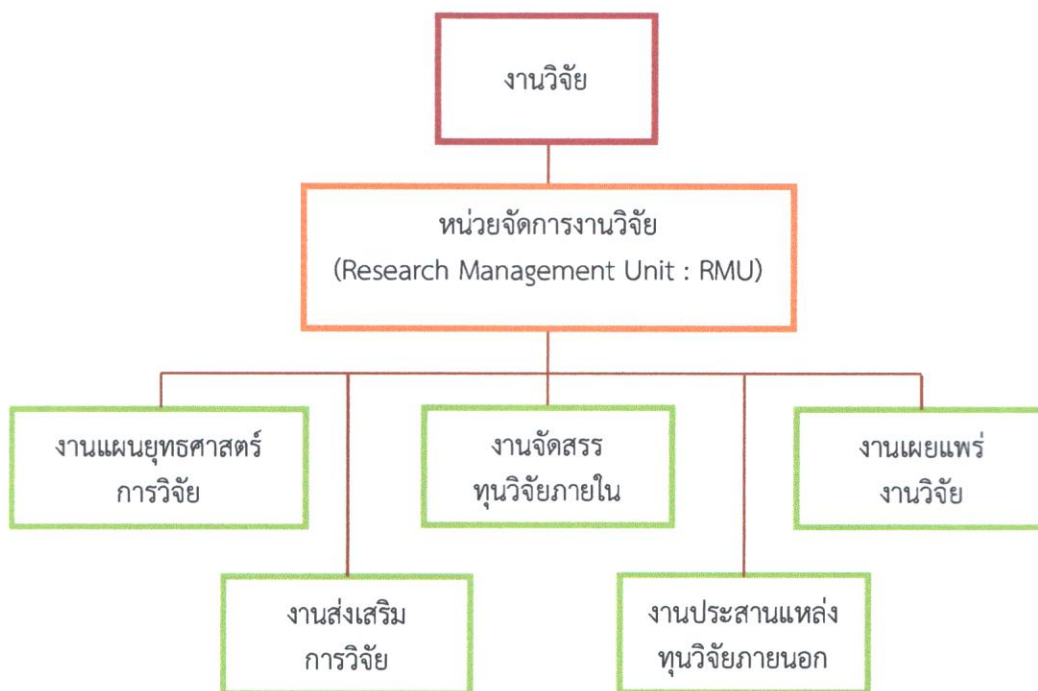 งานวิจัย
หน่วยจัดการงานวิจัย
(Research Management Unit : RMU)
งานแผนยุทธศาสตร์
การวิจัย
งานจัดสรร
ทุนวิจัยภายใน
งานเผยแพร่
งานวิจัย
งานส่งเสริม
การวิจัย
งานประสานแหล่ง
ทุนวิจัยภายนอก